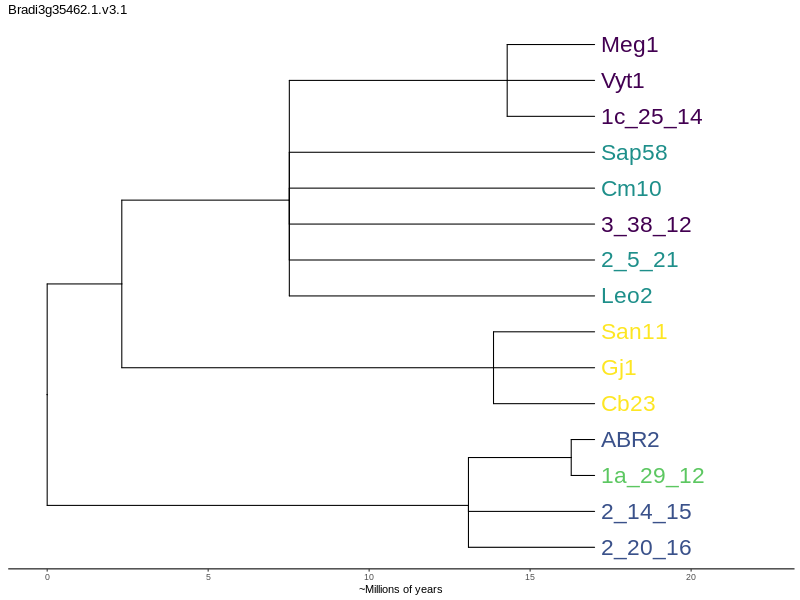 Bradi3g35462.1.v3.1
Meg1
Vyt1
1c_25_14
Sap58
Cm10
3_38_12
2_5_21
Leo2
San11
Gj1
Cb23
ABR2
1a_29_12
2_14_15
2_20_16
0 5 10 15 20
~Millions of years